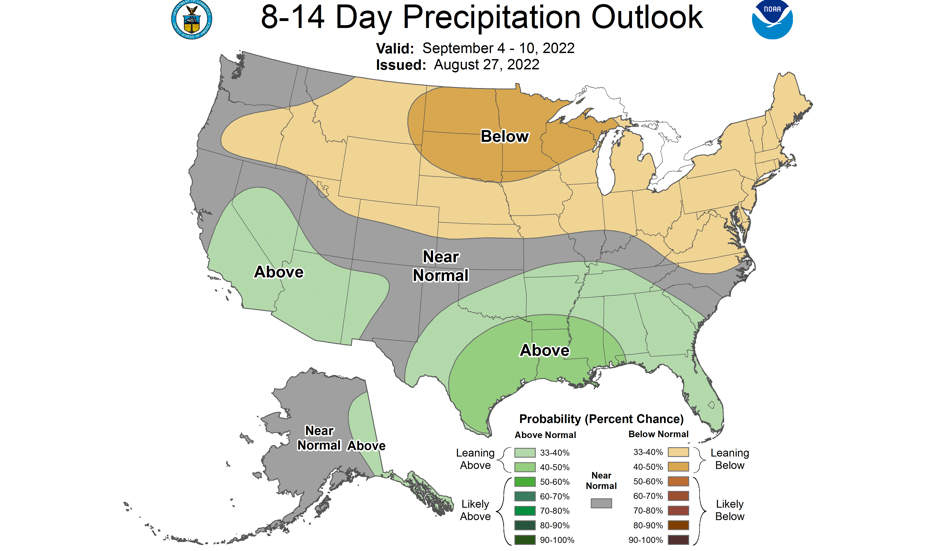 8-14 Day Precipitation Outlook
Valid: September 4 - 10, 2022
Issued: August 27, 2022
NOAA
Below
Near
Normal
Above
Above
Near
Normal
Above
Probability (Percent Chance)
Above Normal
Below Normal
Leaning
Above
33-40%
40-50%
50-60%
60-70%
70-80%
80-90%
90-100%
Likely
Above
Near
Normal
33-40%
40-50%
50-60%
60-70%
70-80%
80-90%
90-100%
Leaning
Below
Likely
Below